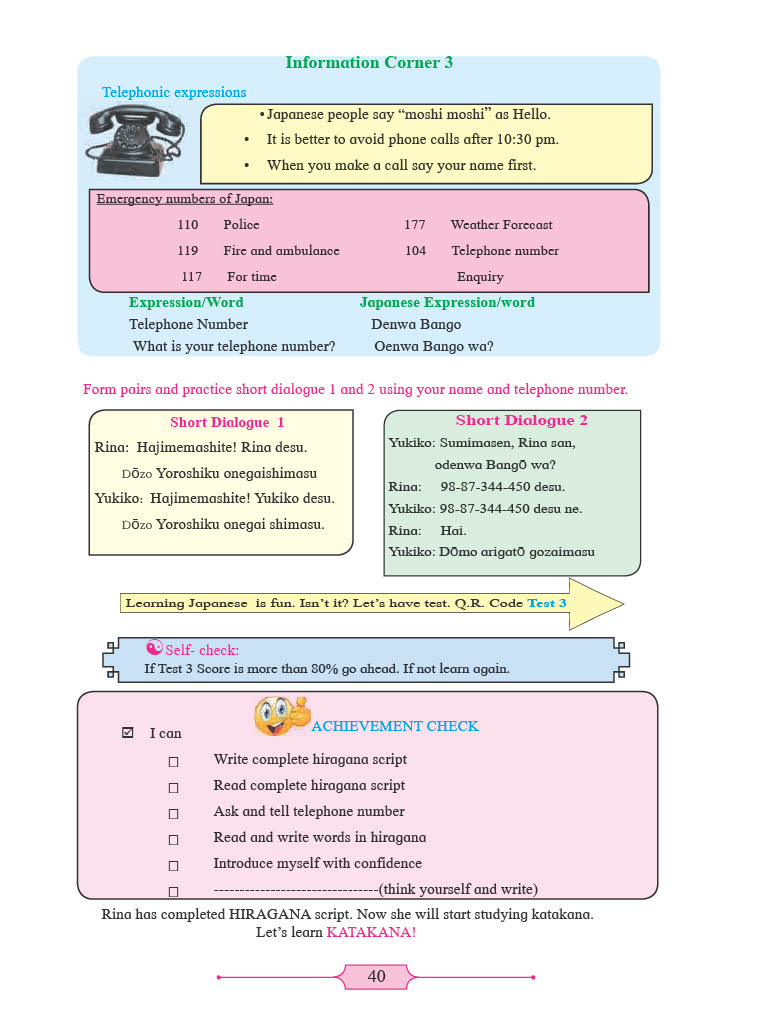 Information Corner 3
Telephonic expressions
• Japanese people say “moshi moshi” as Hello.
• It is better to avoid phone calls after 10:30 pm.
• When you make a call say your name first.
Emergency numbers of Japan:
110 Police 177 Weather Forecast
119 Fire and ambulance 104 Telephone number
117 For time Enquiry
Expression/Word Japanese Expression/word
Telephone Number Denwa Bango
What is your telephone number? Oenwa Bango wa?
Form pairs and practice short dialogue 1 and 2 using your name and telephone number.
Short Dialogue 1
Rina: Hajimemashite! Rina desu.
Dōzo Yoroshiku onegaishimasu
Yukiko: Hajimemashite! Yukiko desu.
Dōzo Yoroshiku onegai shimasu.
Short Dialogue 2
Yukiko: Sumimasen, Rina san,
odenwa Bangō wa?
Rina: 98-87-344-450 desu.
Yukiko: 98-87-344-450 desu ne.
Rina: Hai.
Yukiko: Dōmo arigatō gozaimasu
Learning Japanese is fun. Isn’t it? Let’s have test. Q.R. Code Test 3
Self- check:
If Test 3 Score is more than 80% go ahead. If not learn again.
ACHIEVEMENT CHECK
☑ I can
□ Write complete hiragana script
□ Read complete hiragana script
□ Ask and tell telephone number
□ Read and write words in hiragana
□ Introduce myself with confidence
□ --------------------------------(think yourself and write)
Rina has completed HIRAGANA script. Now she will start studying katakana.
Let’s learn KATAKANA!
40